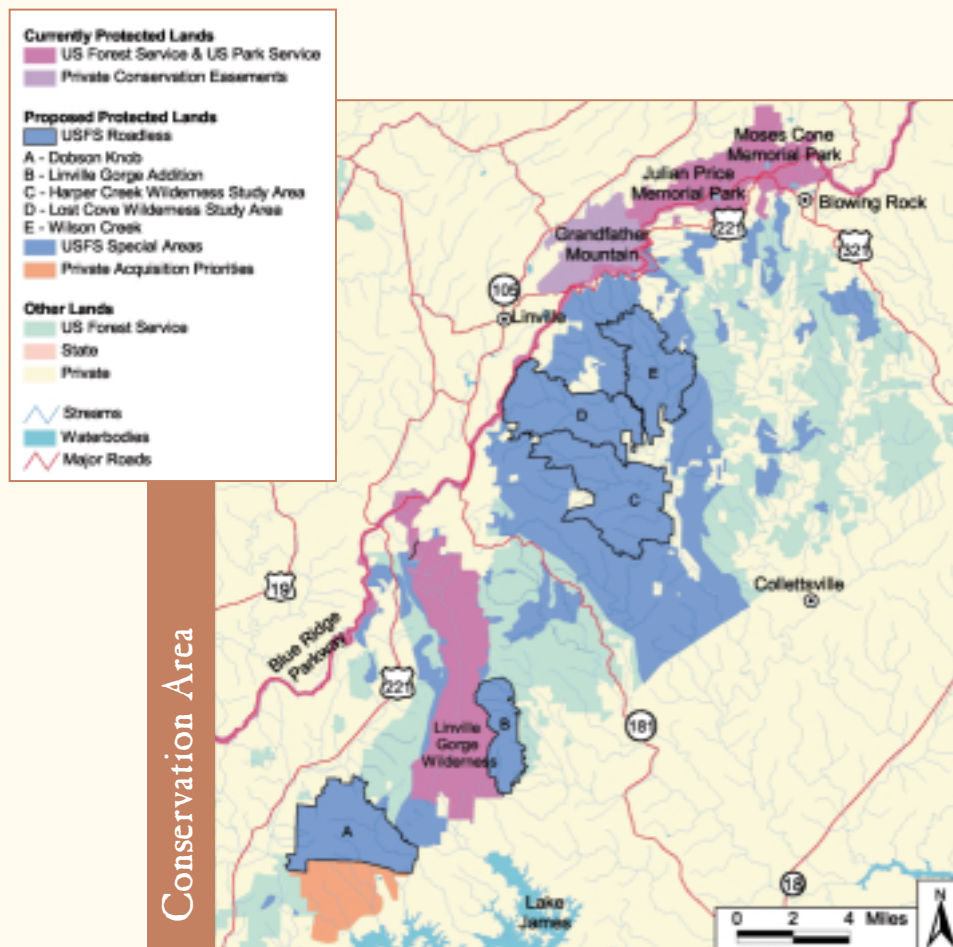 Currently Protected Lands
US Forest Service & US Park Service
Private Conservation Easements
Proposed Protected Lands
USFS Roadless
A - Dobson Knob
B - Linville Gorge Addition
C - Harper Creek Wilderness Study Area
D - Lost Cove Wilderness Study Area
E - Wilson Creek
USFS Special Areas
Private Acquisition Priorities
Other Lands
US Forest Service
State
Private
Streams
Waterbodies
Major Roads
Conservation Area
Moses Cone
Memorial Park
Julian Price
Memorial Park
Blowing Rock
221
321
Grandfather
Mountain
105
Linville
E
D
C
Collettsville
19
Blue Ridge
Parkway
221
B
Linville
Gorge
Wilderness
181
A
18
Lake
James
0 2 4 Miles
N